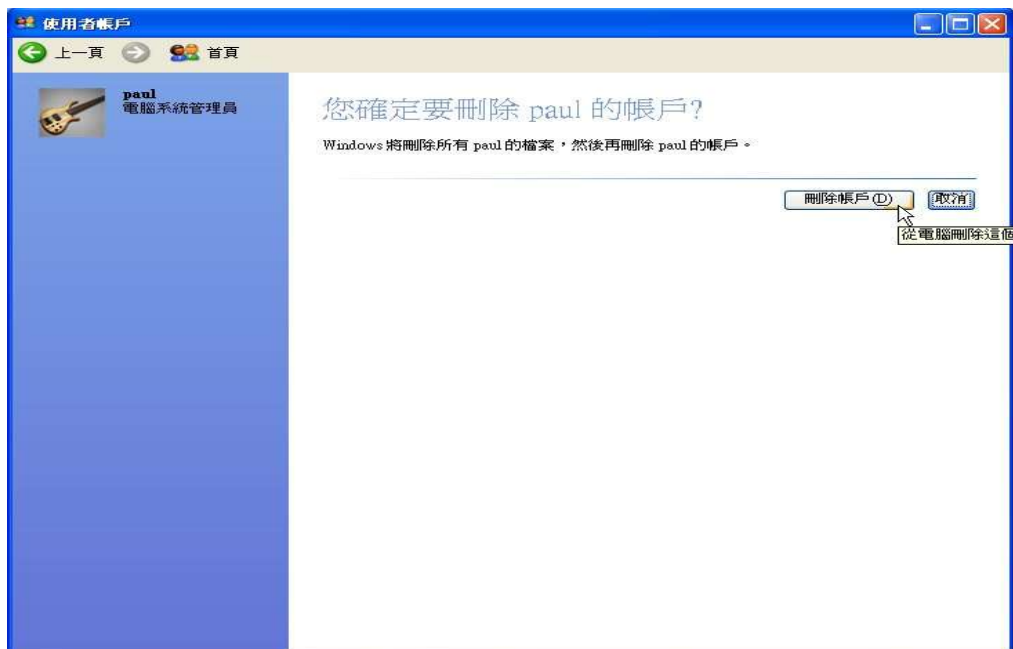 使用者帳戶
上一頁 首頁
paul
電腦系統管理員
您確定要刪除 paul 的帳戶?
Windows 將刪除所有 paul 的檔案，然後再刪除 paul 的帳戶。
刪除帳戶(D) 取消
從電腦刪除這個